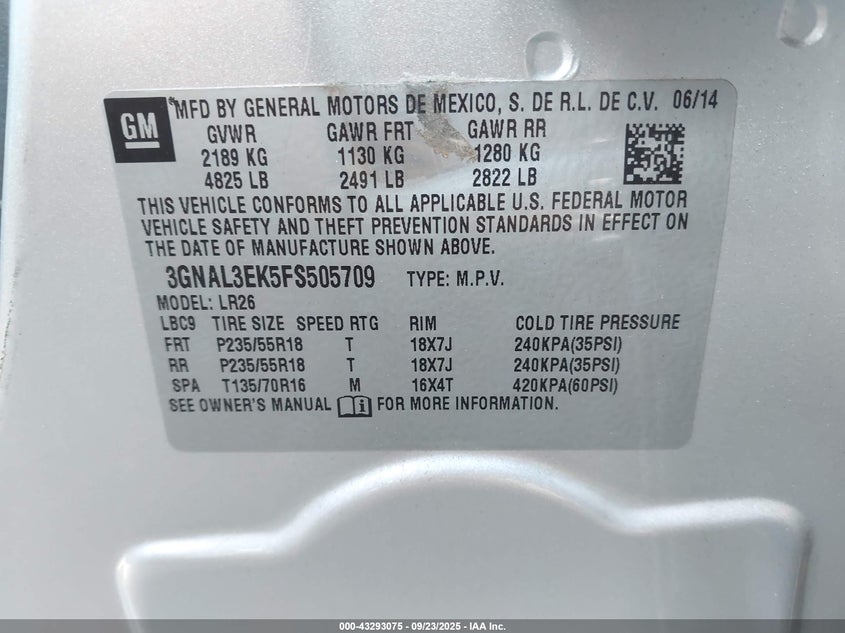 GM
*MFD BY GENERAL MOTORS DE MEXICO, S. DE R.L. DE C.V. 06/14
GVWR GAWR FRT GAWR RR
2189 KG 1130 KG 1280 KG
4825 LB 2491 LB 2822 LB
THIS VEHICLE CONFORMS TO ALL APPLICABLE U.S. FEDERAL MOTOR
VEHICLE SAFETY AND THEFT PREVENTION STANDARDS IN EFFECT ON
THE DATE OF MANUFACTURE SHOWN ABOVE.
3GNAL3EK5FS505709 TYPE: M.P.V.
MODEL: LR26
LBC9 TIRE SIZE SPEED RTG RIM COLD TIRE PRESSURE
FRT P235/55R18 T 18X7J 240KPA(35PSI)
RR P235/55R18 T 18X7J 240KPA(35PSI)
SPA T135/70R16 M 16X4T 420KPA(60PSI)
SEE OWNER'S MANUAL i FOR MORE INFORMATION.
000-43293075 - 09/23/2025 - IAA Inc.